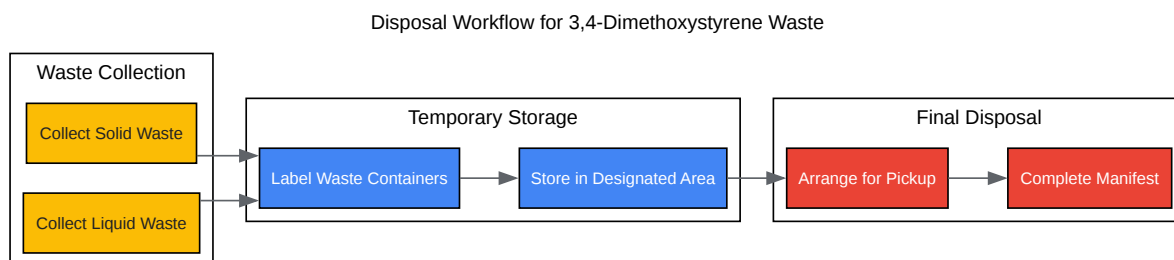 Disposal Workflow for 3,4-Dimethoxystyrene Waste
Waste Collection
Collect Solid Waste
Collect Liquid Waste
Temporary Storage
Label Waste Containers
Store in Designated Area
Final Disposal
Arrange for Pickup
Complete Manifest